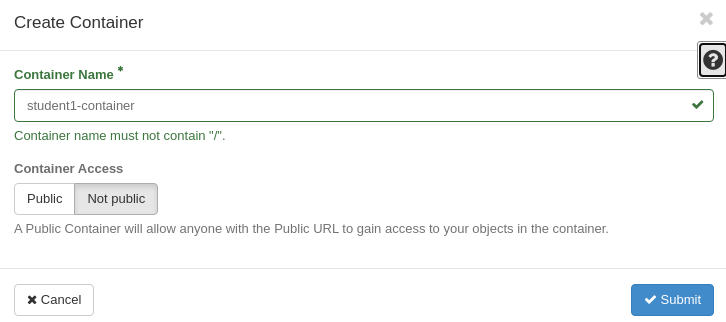 Create Container
Container Name *
student1-container
Container name must not contain "/".
Container Access
Public Not public
A Public Container will allow anyone with the Public URL to gain access to your objects in the container.
Cancel Submit